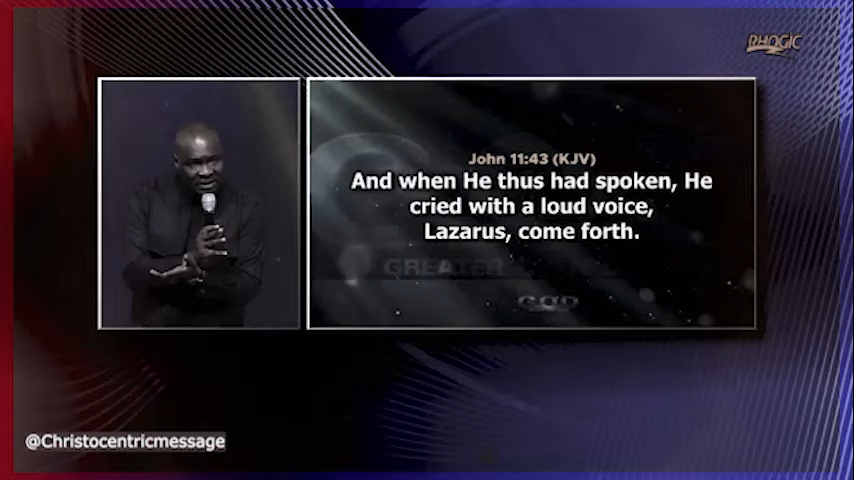 RHOGIC
John 11:43 (KJV)
And when He thus had spoken, He
cried with a loud voice,
Lazarus, come forth.
GREATER
GOD
@Christocentricmessage